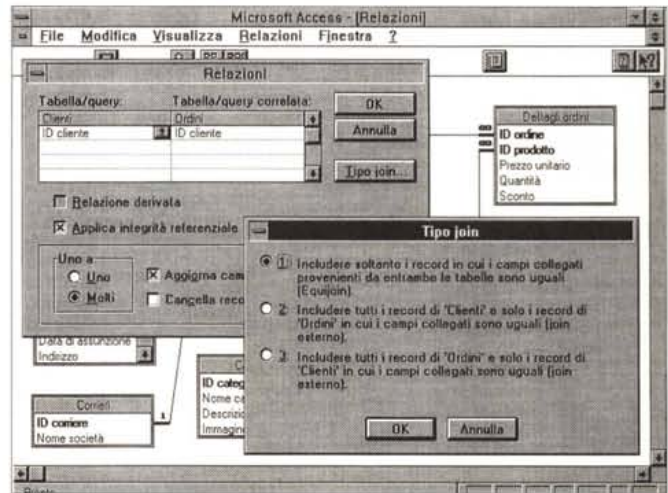 Microsoft Access - [Relazioni]
File Modifica Visualizza Relazioni Finestra ?
Relazioni
Tabella/query: Tabella/query correlata:
Clienti Ordini
ID cliente ID cliente
OK
Annulla
Tipo join...
Relazione derivata
Applica integrità referenziale
Uno a
Uno
Molti
Aggiorna cam
Cancella reco
Dettagli ordini
ID ordine
ID prodotto
Prezzo unitario
Quantità
Sconto
Tipo join
1: Includere soltanto i record in cui i campi collegati
provenienti da entrambe le tabelle sono uguali
(Equijoin).
2: Includere tutti i record di 'Clienti' e solo i record di
'Ordini' in cui i campi collegati sono uguali (join
esterno).
3: Includere tutti i record di 'Ordini' e solo i record di
'Clienti' in cui i campi collegati sono uguali (join
esterno).
OK Annulla
Data di assunzione
Indirizzo
Corrieri
ID corriere
Nome società
1
ID categ
Nome ca
Descrizio
Immagin